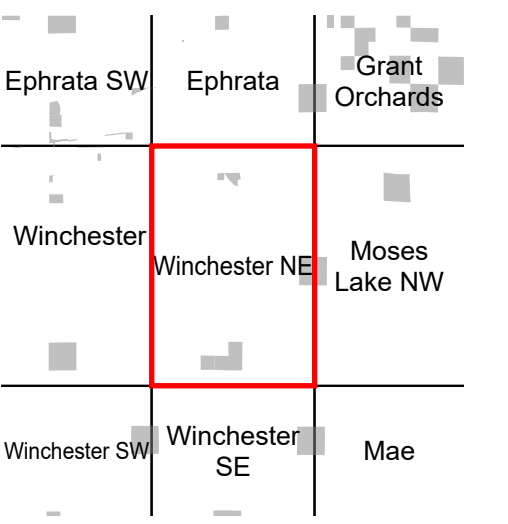 Ephrata SW
Ephrata
Grant
Orchards
Winchester
Winchester NE
Moses
Lake NW
Winchester SW
Winchester
SE
Mae